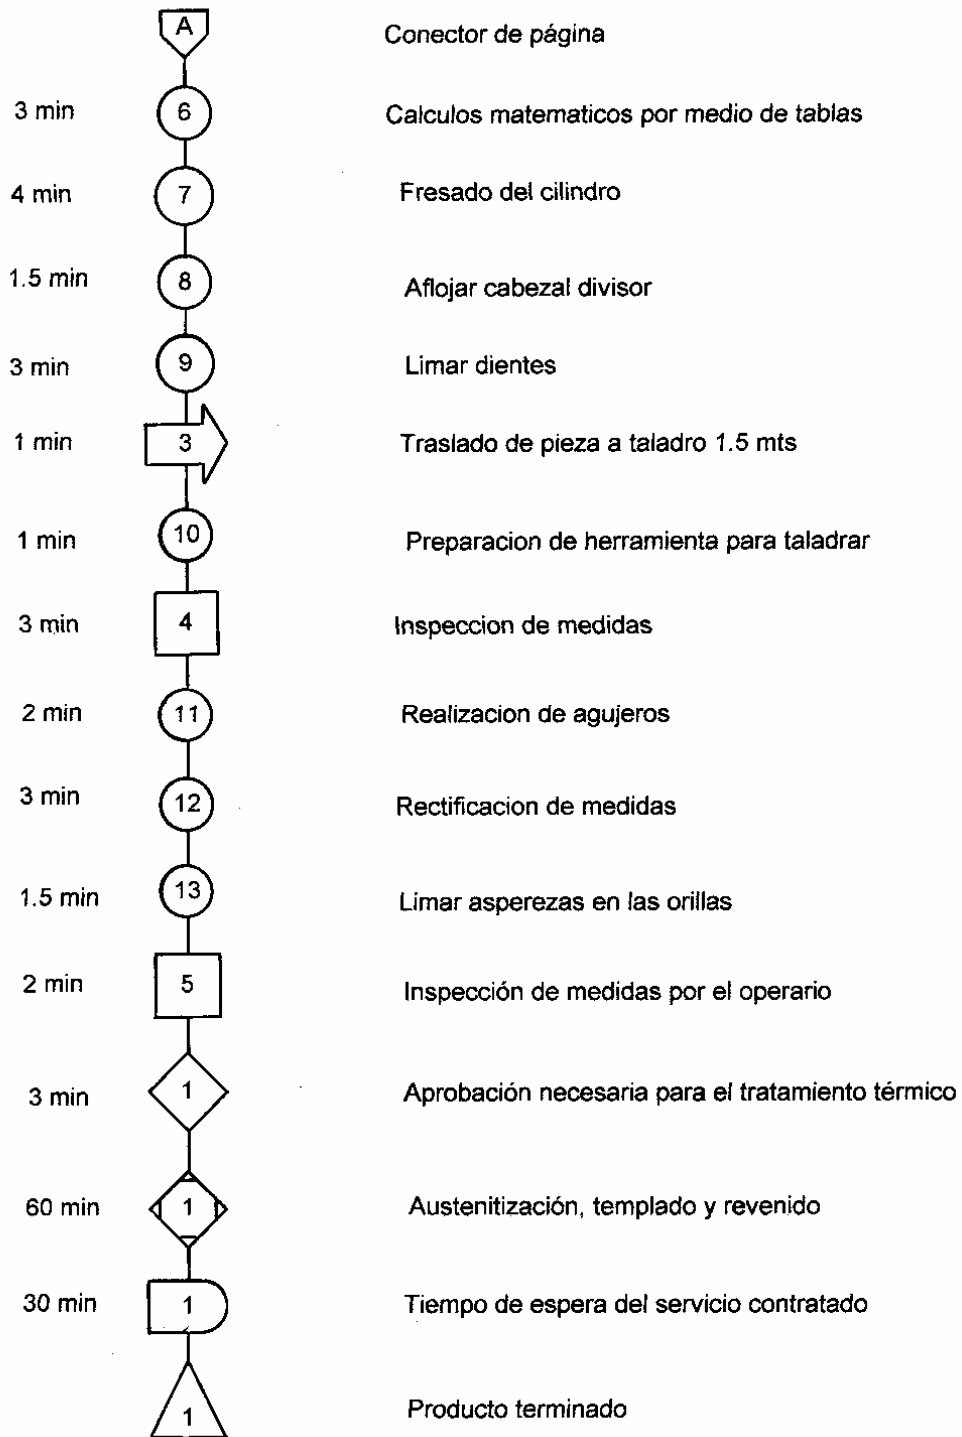 A Conector de página
3 min 6 Calculos matematicos por medio de tablas
4 min 7 Fresado del cilindro
1.5 min 8 Aflojar cabezal divisor
3 min 9 Limar dientes
1 min 3 Traslado de pieza a taladro 1.5 mts
1 min 10 Preparacion de herramienta para taladrar
3 min 4 Inspeccion de medidas
2 min 11 Realizacion de agujeros
3 min 12 Rectificacion de medidas
1.5 min 13 Limar asperezas en las orillas
2 min 5 Inspección de medidas por el operario
3 min 1 Aprobación necesaria para el tratamiento térmico
60 min 1 Austenitización, templado y revenido
30 min 1 Tiempo de espera del servicio contratado
1 Producto terminado